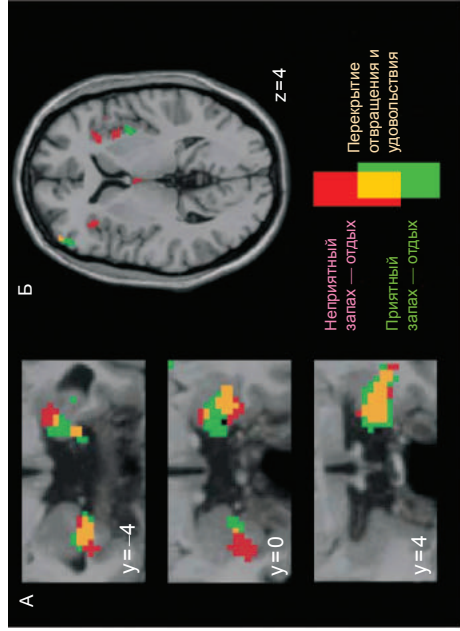 А
y=–4
y=0
y=4
Б
z=4
Неприятный
запах — отдых
Приятный
запах — отдых
Перекрытие
отвращения и
удовольствия